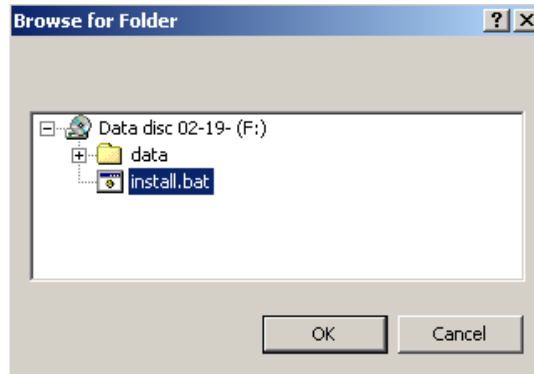 Browse for Folder
Data disc 02-19- (F:)
data
install.bat
OK
Cancel